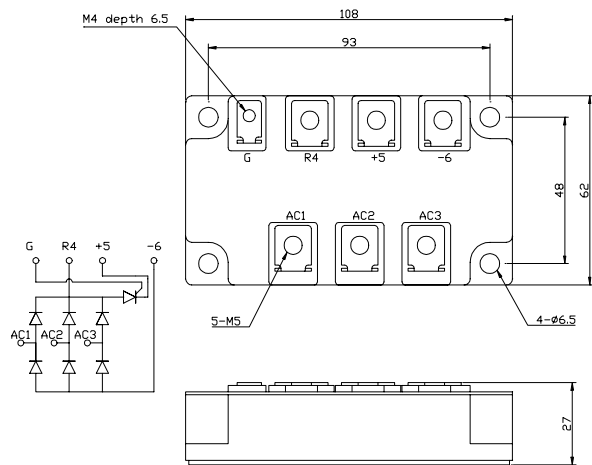 M4 depth 6.5
108
93
G R4 +5 -6
48
62
AC1 AC2 AC3
G R4 +5 -6
AC1 AC2 AC3
5-M5
4-ø6.5
27